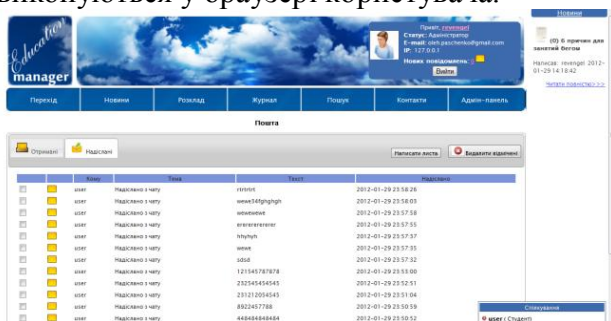 виконуються у браузері користувача.
Education
manager
Привіт, revengel
Статус: Адміністратор
E-mail: oleh.paschenko@gmail.com
IP: 127.0.0.1
Нових повідомлень: 0
Вийти
Новини
(0) 6 причин для
занятий бегом
Написав: revengel 2012-
01-29 14:18:42
Читати повністью >>
Перехід Новини Розклад Журнал Пошук Контакти Адмін-панель
Пошта
Отримані Надіслані Написати листа Видалити відмічені
Кому Тема Текст Надіслано
user Надіслано з чату 2012-01-29 23:58:26
user Надіслано з чату wewe34fghghgh 2012-01-29 23:58:03
user Надіслано з чату wewewewe 2012-01-29 23:57:58
user Надіслано з чату 2012-01-29 23:57:55
user Надіслано з чату hhyhyh 2012-01-29 23:57:37
user Надіслано з чату wewe 2012-01-29 23:57:35
user Надіслано з чату sdsd 2012-01-29 23:57:32
user Надіслано з чату 121545787878 2012-01-29 23:53:00
user Надіслано з чату 232545454545 2012-01-29 23:52:51
user Надіслано з чату 231212054545 2012-01-29 23:51:04
user Надіслано з чату 8922457788 2012-01-29 23:50:59
user Надіслано з чату 448484848484 2012-01-29 23:50:52
Спілкування
user ( Студент)